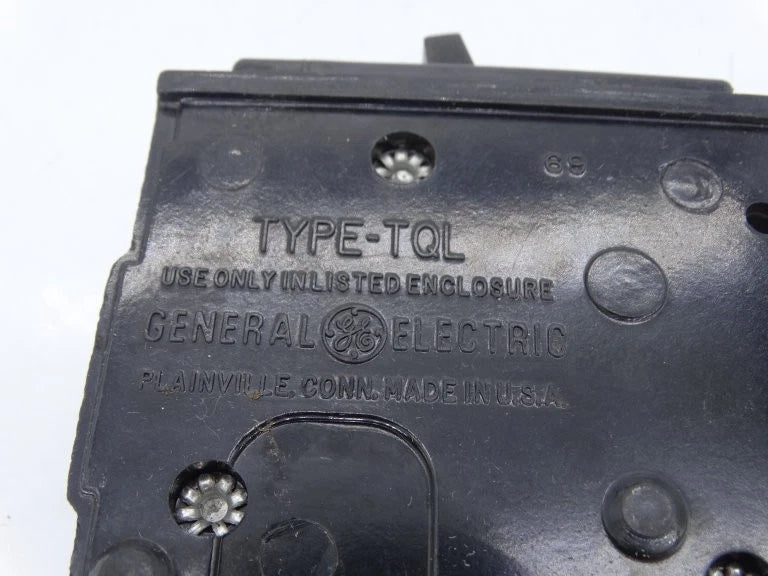 69
TYPE-TQL
USE ONLY IN LISTED ENCLOSURE
GENERAL GE ELECTRIC
PLAINVILLE, CONN. MADE IN U.S.A.